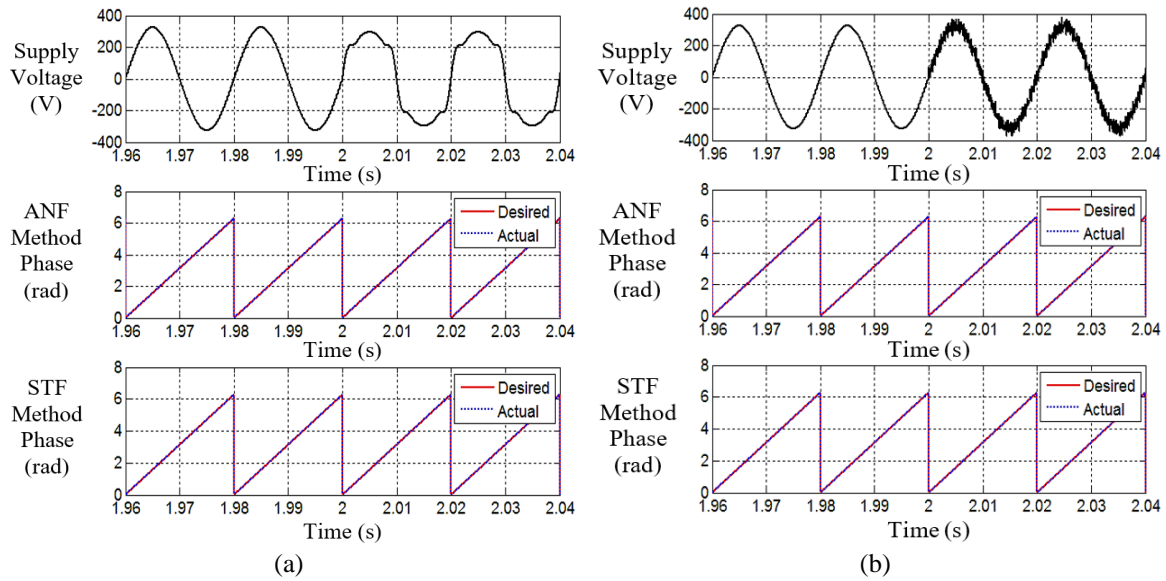 400
Supply
Voltage
(V)
200
0
-200
-400
1.96 1.97 1.98 1.99 2 2.01 2.02 2.03 2.04
Time (s)
ANF
Method
Phase
(rad)
8
6
4
2
0
Desired
Actual
1.96 1.97 1.98 1.99 2 2.01 2.02 2.03 2.04
Time (s)
STF
Method
Phase
(rad)
8
6
4
2
0
Desired
Actual
1.96 1.97 1.98 1.99 2 2.01 2.02 2.03 2.04
Time (s)
(a)
400
Supply
Voltage
(V)
200
0
-200
-400
1.96 1.97 1.98 1.99 2 2.01 2.02 2.03 2.04
Time (s)
ANF
Method
Phase
(rad)
8
6
4
2
0
Desired
Actual
1.96 1.97 1.98 1.99 2 2.01 2.02 2.03 2.04
Time (s)
STF
Method
Phase
(rad)
8
6
4
2
0
Desired
Actual
1.96 1.97 1.98 1.99 2 2.01 2.02 2.03 2.04
Time (s)
(b)